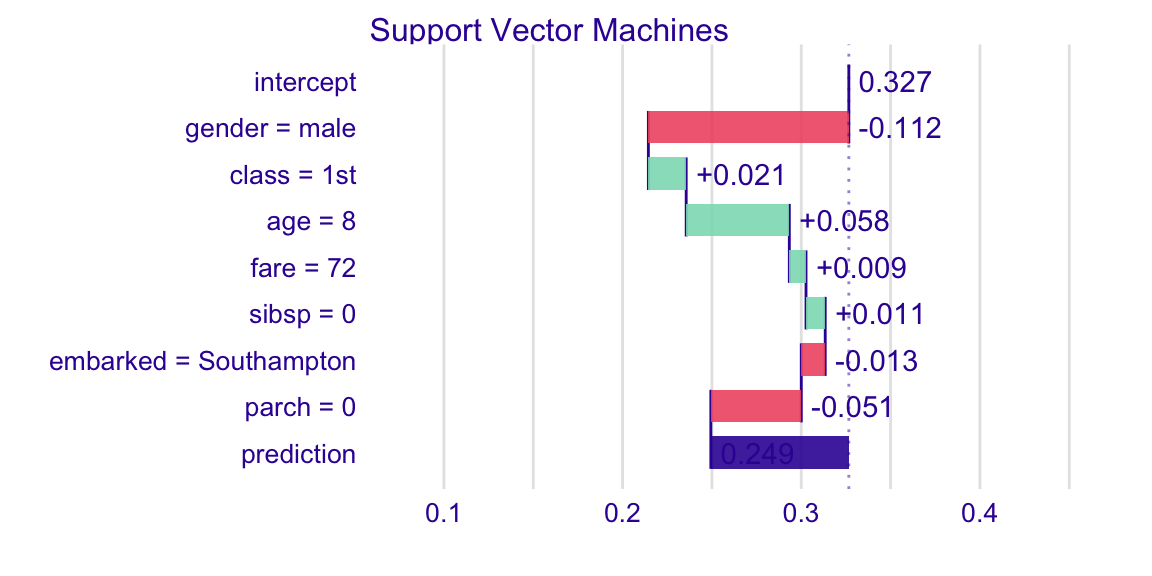 Support Vector Machines
intercept 0.327
gender = male -0.112
class = 1st +0.021
age = 8 +0.058
fare = 72 +0.009
sibsp = 0 +0.011
embarked = Southampton -0.013
parch = 0 -0.051
prediction 0.249
0.1 0.2 0.3 0.4